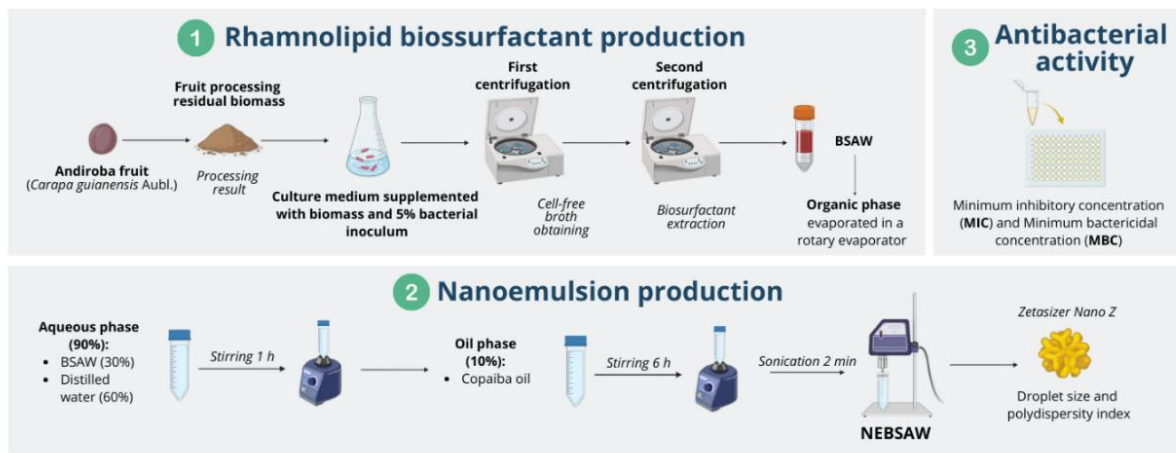 1 Rhamnolipid biossurfactant production
Fruit processing
residual biomass
First
centrifugation
Second
centrifugation
BSAW
Andiroba fruit
(Carapa guianensis Aubl.)
Processing
result
Culture medium supplemented
with biomass and 5% bacterial
inoculum
Cell-free
broth
obtaining
Biosurfactant
extraction
Organic phase
evaporated in a
rotary evaporator
3 Antibacterial
activity
Minimum inhibitory concentration
(MIC) and Minimum bactericidal
concentration (MBC)
2 Nanoemulsion production
Aqueous phase
(90%):
• BSAW (30%)
• Distilled
water (60%)
Stirring 1 h
Oil phase
(10%):
• Copaiba oil
Stirring 6 h
Sonication 2 min
NEBSAW
Zetasizer Nano Z
Droplet size and
polydispersity index